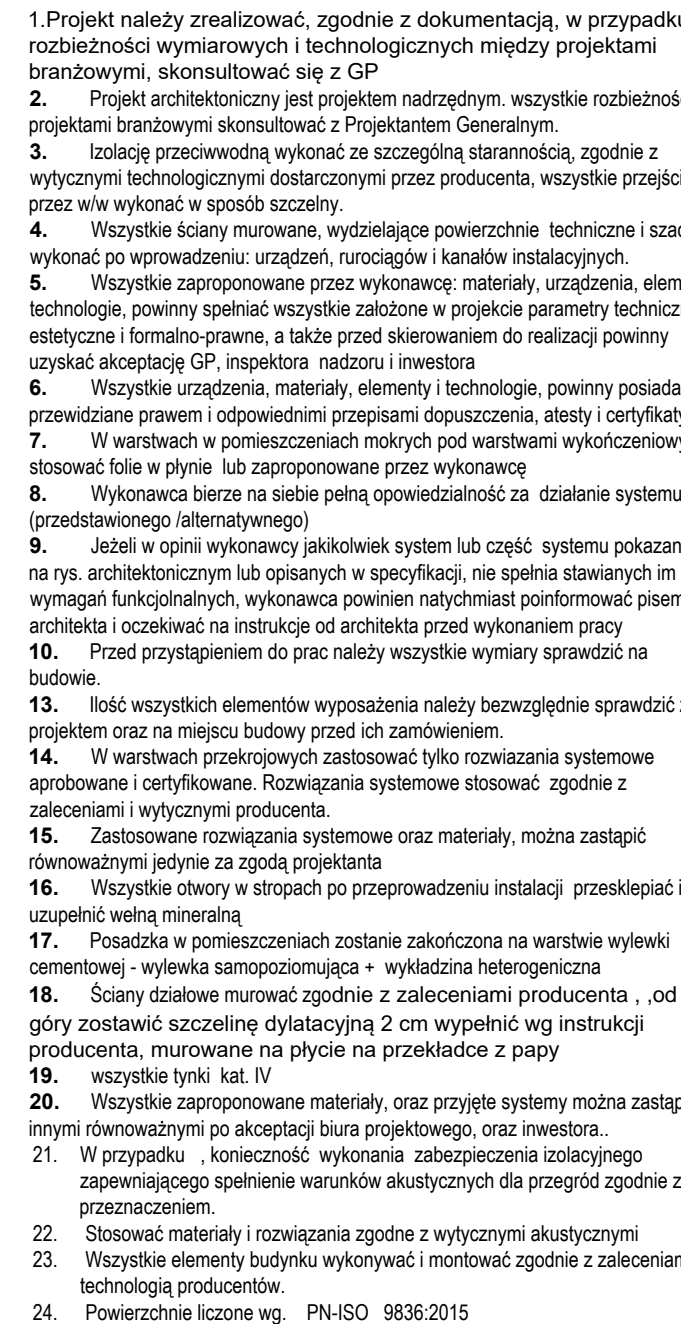 1.Projekt należy zrealizować, zgodnie z dokumentacją, w przypadku
rozbieżności wymiarowych i technologicznych między projektami
branżowymi, skonsultować się z GP
2. Projekt architektoniczny jest projektem nadrzędnym. wszystkie rozbieżnoś
projektami branżowymi skonsultować z Projektantem Generalnym.
3. Izolację przeciwwodną wykonać ze szczególną starannością, zgodnie z
wytycznymi technologicznymi dostarczonymi przez producenta, wszystkie przejści
przez w/w wykonać w sposób szczelny.
4. Wszystkie ściany murowane, wydzielające powierzchnie techniczne i szac
wykonać po wprowadzeniu: urządzeń, rurociągów i kanałów instalacyjnych.
5. Wszystkie zaproponowane przez wykonawcę: materiały, urządzenia, elem
technologie, powinny spełniać wszystkie założone w projekcie parametry techniczn
estetyczne i formalno-prawne, a także przed skierowaniem do realizacji powinny
uzyskać akceptację GP, inspektora nadzoru i inwestora
6. Wszystkie urządzenia, materiały, elementy i technologie, powinny posiada
przewidziane prawem i odpowiednimi przepisami dopuszczenia, atesty i certyfikaty
7. W warstwach w pomieszczeniach mokrych pod warstwami wykończeniowy
stosować folie w płynie lub zaproponowane przez wykonawcę
8. Wykonawca bierze na siebie pełną opowiedzialność za działanie systemu
(przedstawionego /alternatywnego)
9. Jeżeli w opinii wykonawcy jakikolwiek system lub część systemu pokazan
na rys. architektonicznym lub opisanych w specyfikacji, nie spełnia stawianych im
wymagań funkcjolnalnych, wykonawca powinien natychmiast poinformować pisem
architekta i oczekiwać na instrukcje od architekta przed wykonaniem pracy
10. Przed przystąpieniem do prac należy wszystkie wymiary sprawdzić na
budowie.
13. Ilość wszystkich elementów wyposażenia należy bezwzględnie sprawdzić z
projektem oraz na miejscu budowy przed ich zamówieniem.
14. W warstwach przekrojowych zastosować tylko rozwiazania systemowe
aprobowane i certyfikowane. Rozwiązania systemowe stosować zgodnie z
zaleceniami i wytycznymi producenta.
15. Zastosowane rozwiązania systemowe oraz materiały, można zastąpić
równoważnymi jedynie za zgodą projektanta
16. Wszystkie otwory w stropach po przeprowadzeniu instalacji przesklepiać i
uzupełnić wełną mineralną
17. Posadzka w pomieszczeniach zostanie zakończona na warstwie wylewki
cementowej - wylewka samopoziomująca + wykładzina heterogeniczna
18. Ściany działowe murować zgodnie z zaleceniami producenta , ,od
góry zostawić szczelinę dylatacyjną 2 cm wypełnić wg instrukcji
producenta, murowane na płycie na przekładce z papy
19. wszystkie tynki kat. IV
20. Wszystkie zaproponowane materiały, oraz przyjęte systemy można zastąp
innymi równoważnymi po akceptacji biura projektowego, oraz inwestora..
21. W przypadku , konieczność wykonania zabezpieczenia izolacyjnego
zapewniającego spełnienie warunków akustycznych dla przegród zgodnie z
przeznaczeniem.
22. Stosować materiały i rozwiązania zgodne z wytycznymi akustycznymi
23. Wszystkie elementy budynku wykonywać i montować zgodnie z zaleceniam
technologią producentów.
24. Powierzchnie liczone wg. PN-ISO 9836:2015